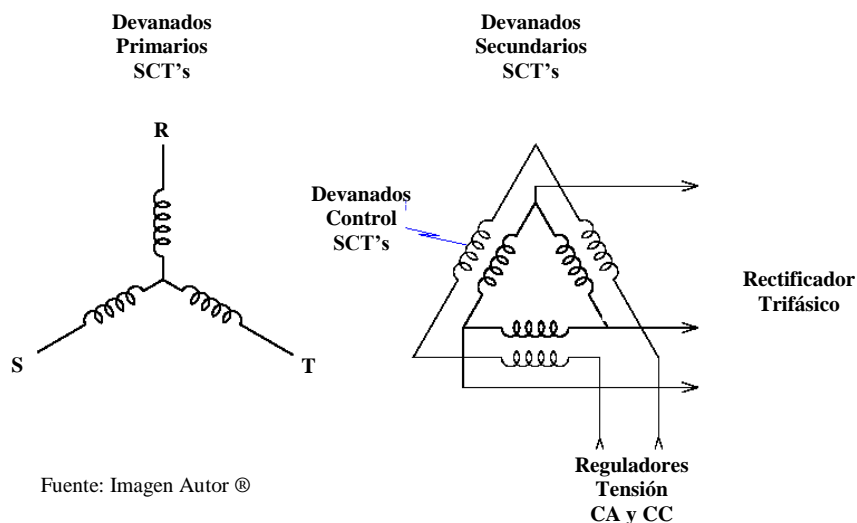 Devanados
Primarios
SCT's
Devanados
Secundarios
SCT's
R
Devanados
Control
SCT's
Rectificador
Trifásico
S
T
Reguladores
Tensión
CA y CC
Fuente: Imagen Autor ®